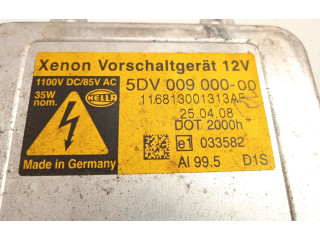 Xenon Vorschaltgerät 12V
1100V DC/85V AC
5DV 009 000-00
35W
nom.
HELLA
116813001313AF
25.04.08
DOT 2000h
e1 033582
Made in Germany
Al 99.5 D1S